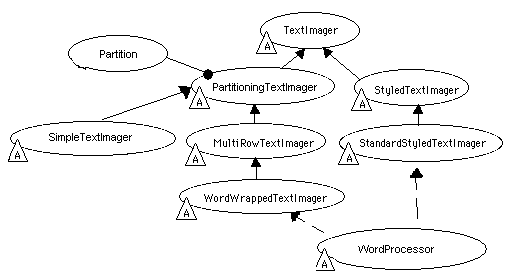 TextImager
A
Partition
PartitioningTextImager
A
StyledTextImager
A
SimpleTextImager
A
MultiRowTextImager
A
StandardStyledTextImager
A
WordWrappedTextImager
A
WordProcessor
A